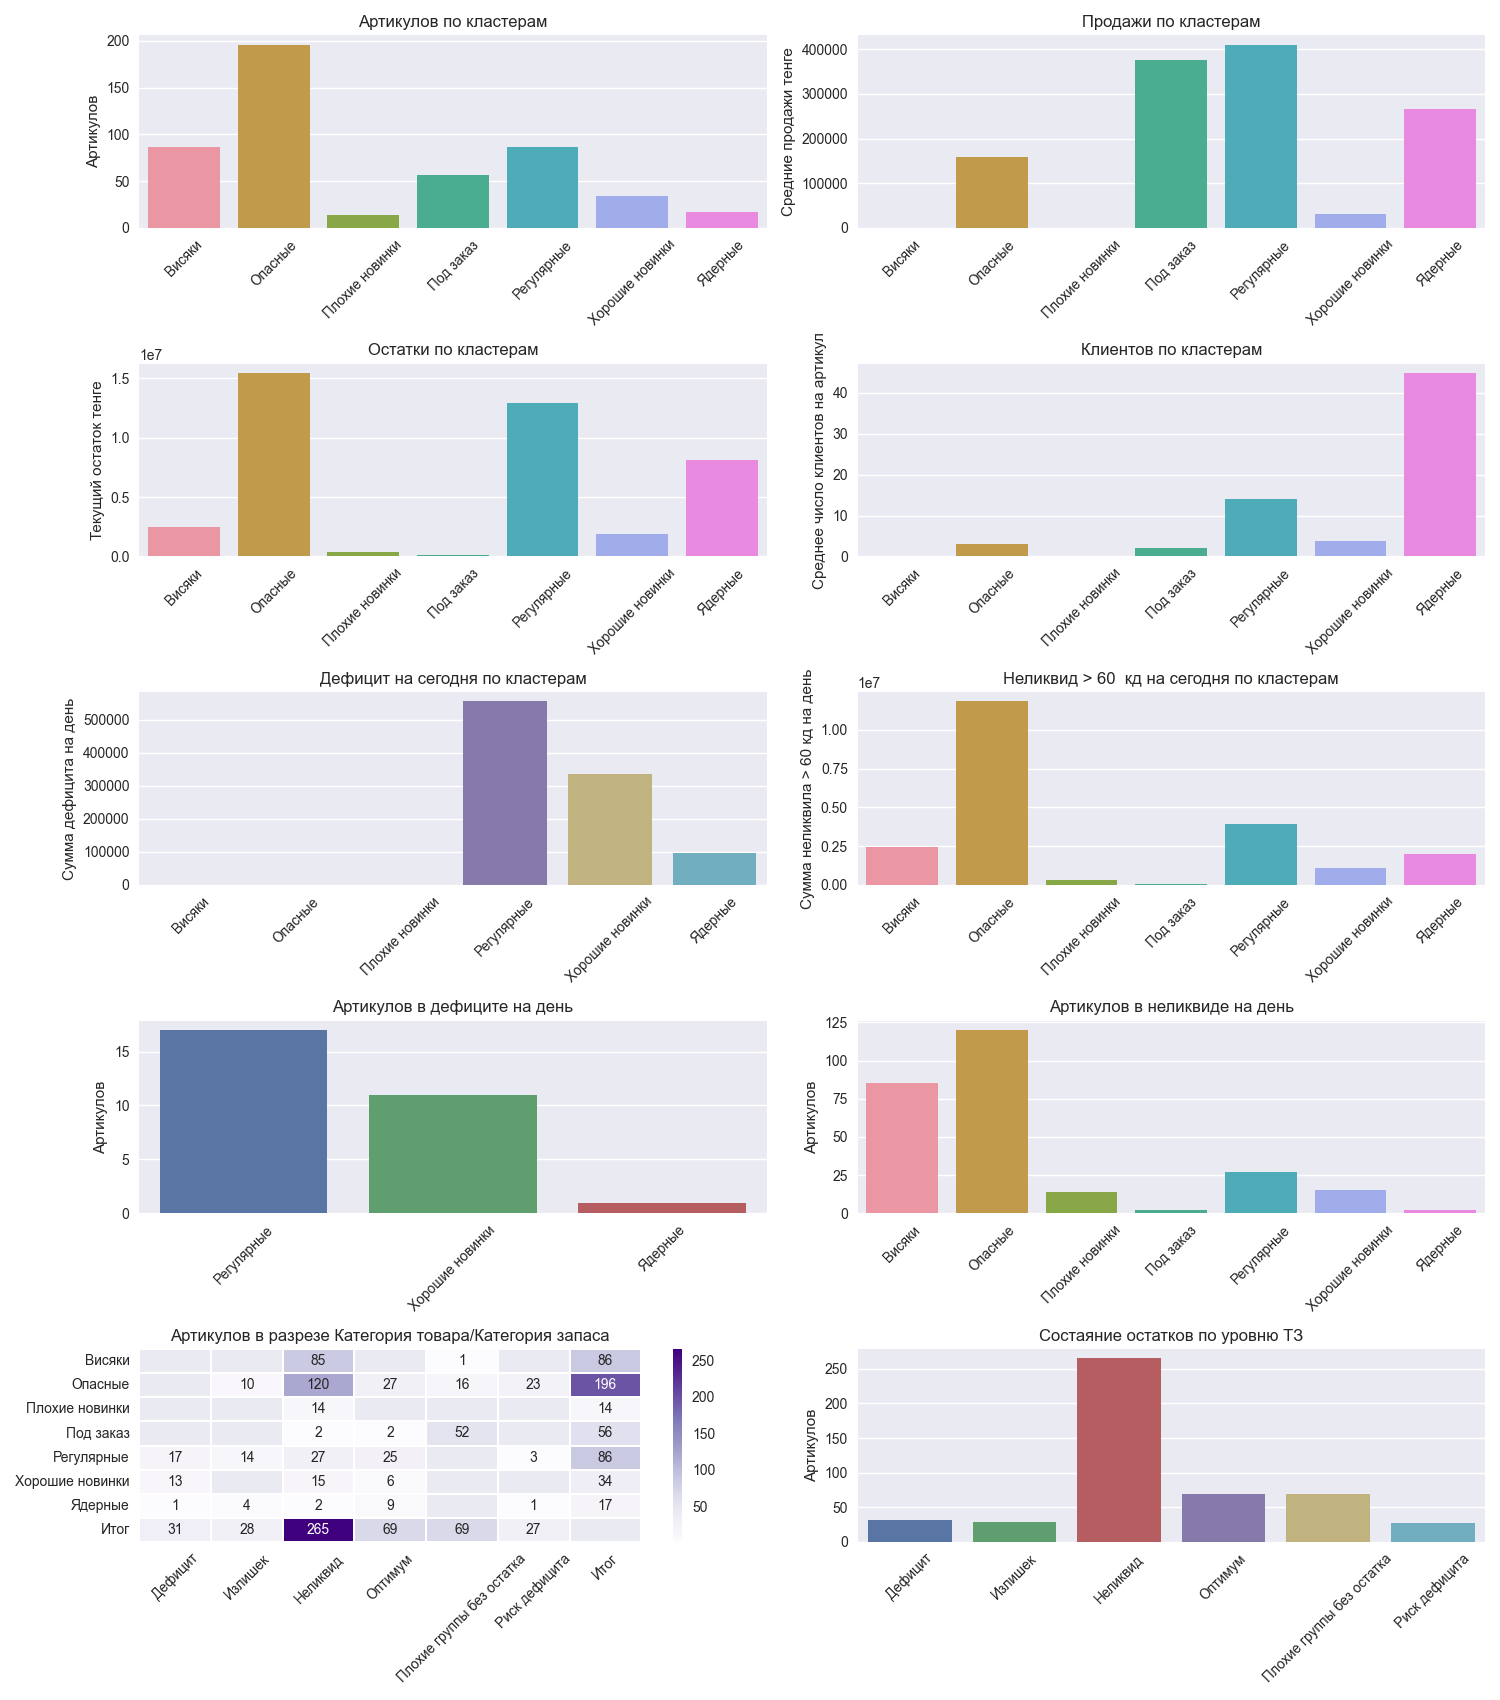 Артикулов по кластерам
Артикулов
200
150
100
50
0
Висяки
Опасные
Плохие новинки
Под заказ
Регулярные
Хорошие новинки
Ядерные
Продажи по кластерам
Средние продажи тенге
400000
300000
200000
100000
0
Висяки
Опасные
Плохие новинки
Под заказ
Регулярные
Хорошие новинки
Ядерные
Остатки по кластерам
1e7
Текущий остаток тенге
1.5
1.0
0.5
0.0
Висяки
Опасные
Плохие новинки
Под заказ
Регулярные
Хорошие новинки
Ядерные
Клиентов по кластерам
Среднее число клиентов на артикул
40
30
20
10
0
Висяки
Опасные
Плохие новинки
Под заказ
Регулярные
Хорошие новинки
Ядерные
Дефицит на сегодня по кластерам
Сумма дефицита на день
500000
400000
300000
200000
100000
0
Висяки
Опасные
Плохие новинки
Регулярные
Хорошие новинки
Ядерные
Неликвид > 60 кд на сегодня по кластерам
1e7
Сумма неликвила > 60 кд на день
1.00
0.75
0.50
0.25
0.00
Висяки
Опасные
Плохие новинки
Под заказ
Регулярные
Хорошие новинки
Ядерные
Артикулов в дефиците на день
Артикулов
15
10
5
0
Регулярные
Хорошие новинки
Ядерные
Артикулов в неликвиде на день
Артикулов
125
100
75
50
25
0
Висяки
Опасные
Плохие новинки
Под заказ
Регулярные
Хорошие новинки
Ядерные
Артикулов в разрезе Категория товара/Категория запаса
Висяки 85 1 86
Опасные 10 120 27 16 23 196
Плохие новинки 14 14
Под заказ 2 2 52 56
Регулярные 17 14 27 25 3 86
Хорошие новинки 13 15 6 34
Ядерные 1 4 2 9 1 17
Итог 31 28 265 69 69 27
Дефицит
Излишек
Неликвид
Оптимум
Плохие группы без остатка
Риск дефицита
Итог
250
200
150
100
50
Состаяние остатков по уровню ТЗ
Артикулов
250
200
150
100
50
0
Дефицит
Излишек
Неликвид
Оптимум
Плохие группы без остатка
Риск дефицита